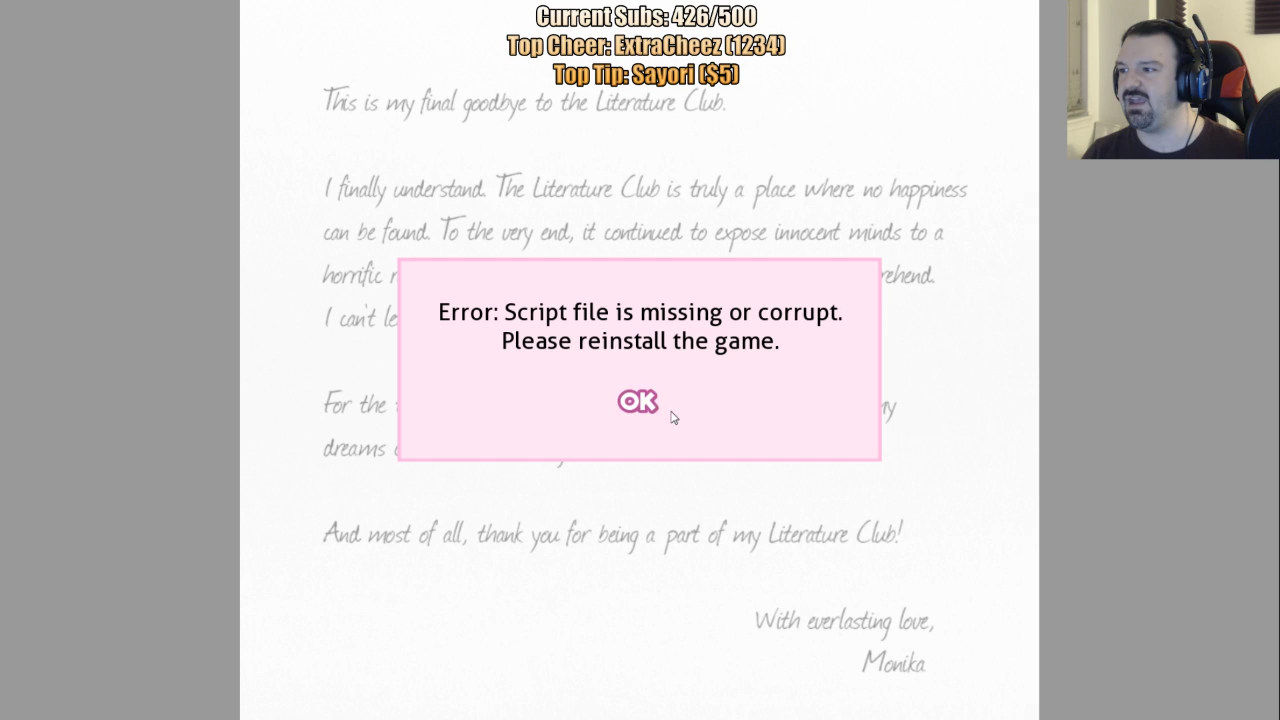 Current Subs: 426/500
Top Cheer: ExtraCheez (1234)
Top Tip: Sayori ($5)
This is my final goodbye to the Literature Club.
I finally understand. The Literature Club is truly a place where no happiness
can be found. To the very end, it continued to expose innocent minds to a
horrific
I can't
Error: Script file is missing or corrupt.
Please reinstall the game.
OK
For the
dreams
And most of all, thank you for being a part of my Literature Club!
With everlasting love,
Monika